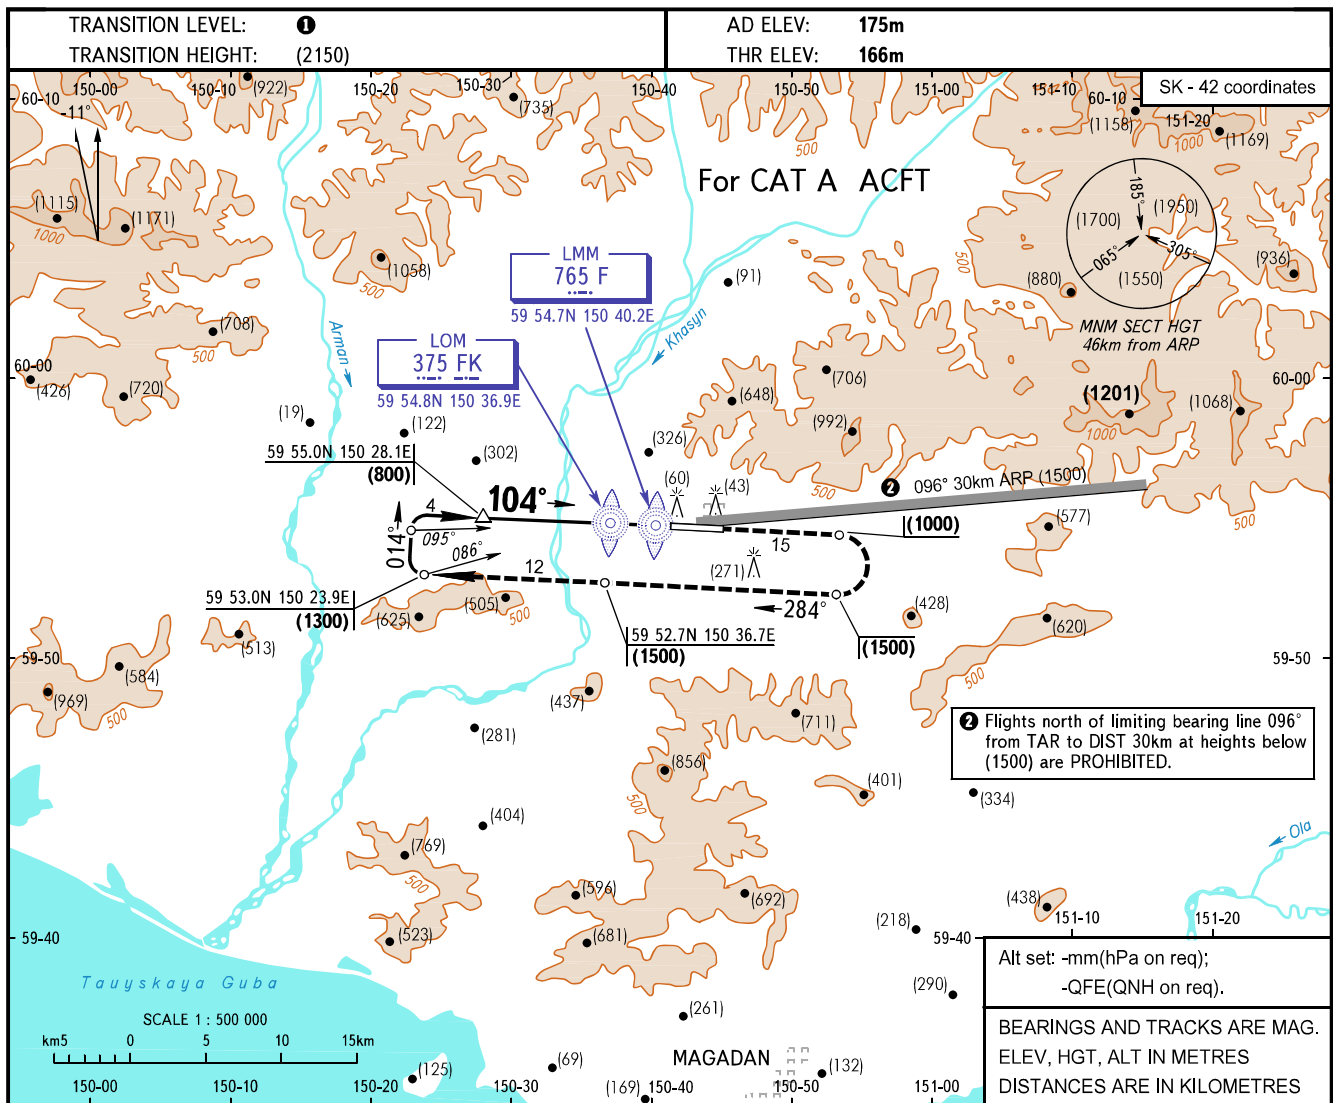 TRANSITION LEVEL: ❶
TRANSITION HEIGHT: (2150)
AD ELEV: 175m
THR ELEV: 166m
SK - 42 coordinates
150-00 150-10 150-20 150-30 150-40 150-50 151-00 151-10 151-20
60-10 60-10
(922)
(735)
(1158)
(1169)
500
1000
-11°
For CAT A ACFT
(1115)
(1171)
1000
(1058)
500
185°
(1700)
(1950)
065°
305°
(1550)
(880)
(936)
500
500
MNM SECT HGT
46km from ARP
LMM
765 F
59 54.7N 150 40.2E
(91)
LOM
375 FK
59 54.8N 150 36.9E
Arman
Khasyn
(708)
500
60-00
60-00
(426)
(720)
(706)
(648)
(992)
(1201)
(1068)
1000
(19)
(122)
(302)
(326)
59 55.0N 150 28.1E
(800)
104°
(60)
(43)
500
❷ 096° 30km ARP (1500)
500
(1000)
(577)
4
014°
095°
086°
12
15
(271)
284°
59 53.0N 150 23.9E
(1300)
(625)
(505)
500
59 52.7N 150 36.7E
(1500)
(1500)
(428)
(620)
500
(513)
59-50
59-50
(584)
(969)
500
(437)
(281)
(711)
(856)
500
(401)
(334)
❷ Flights north of limiting bearing line 096°
from TAR to DIST 30km at heights below
(1500) are PROHIBITED.
(404)
(769)
500
Ola
(596)
(692)
(438)
(523)
(681)
(218)
151-10
151-20
59-40
59-40
Tauyskaya Guba
(290)
(261)
Alt set: -mm(hPa on req);
-QFE(QNH on req).
SCALE 1 : 500 000
km5 0 5 10 15km
MAGADAN
(125)
(69)
(169)
(132)
BEARINGS AND TRACKS ARE MAG.
ELEV, HGT, ALT IN METRES
DISTANCES ARE IN KILOMETRES
150-00 150-10 150-20 150-30 150-40 150-50 151-00